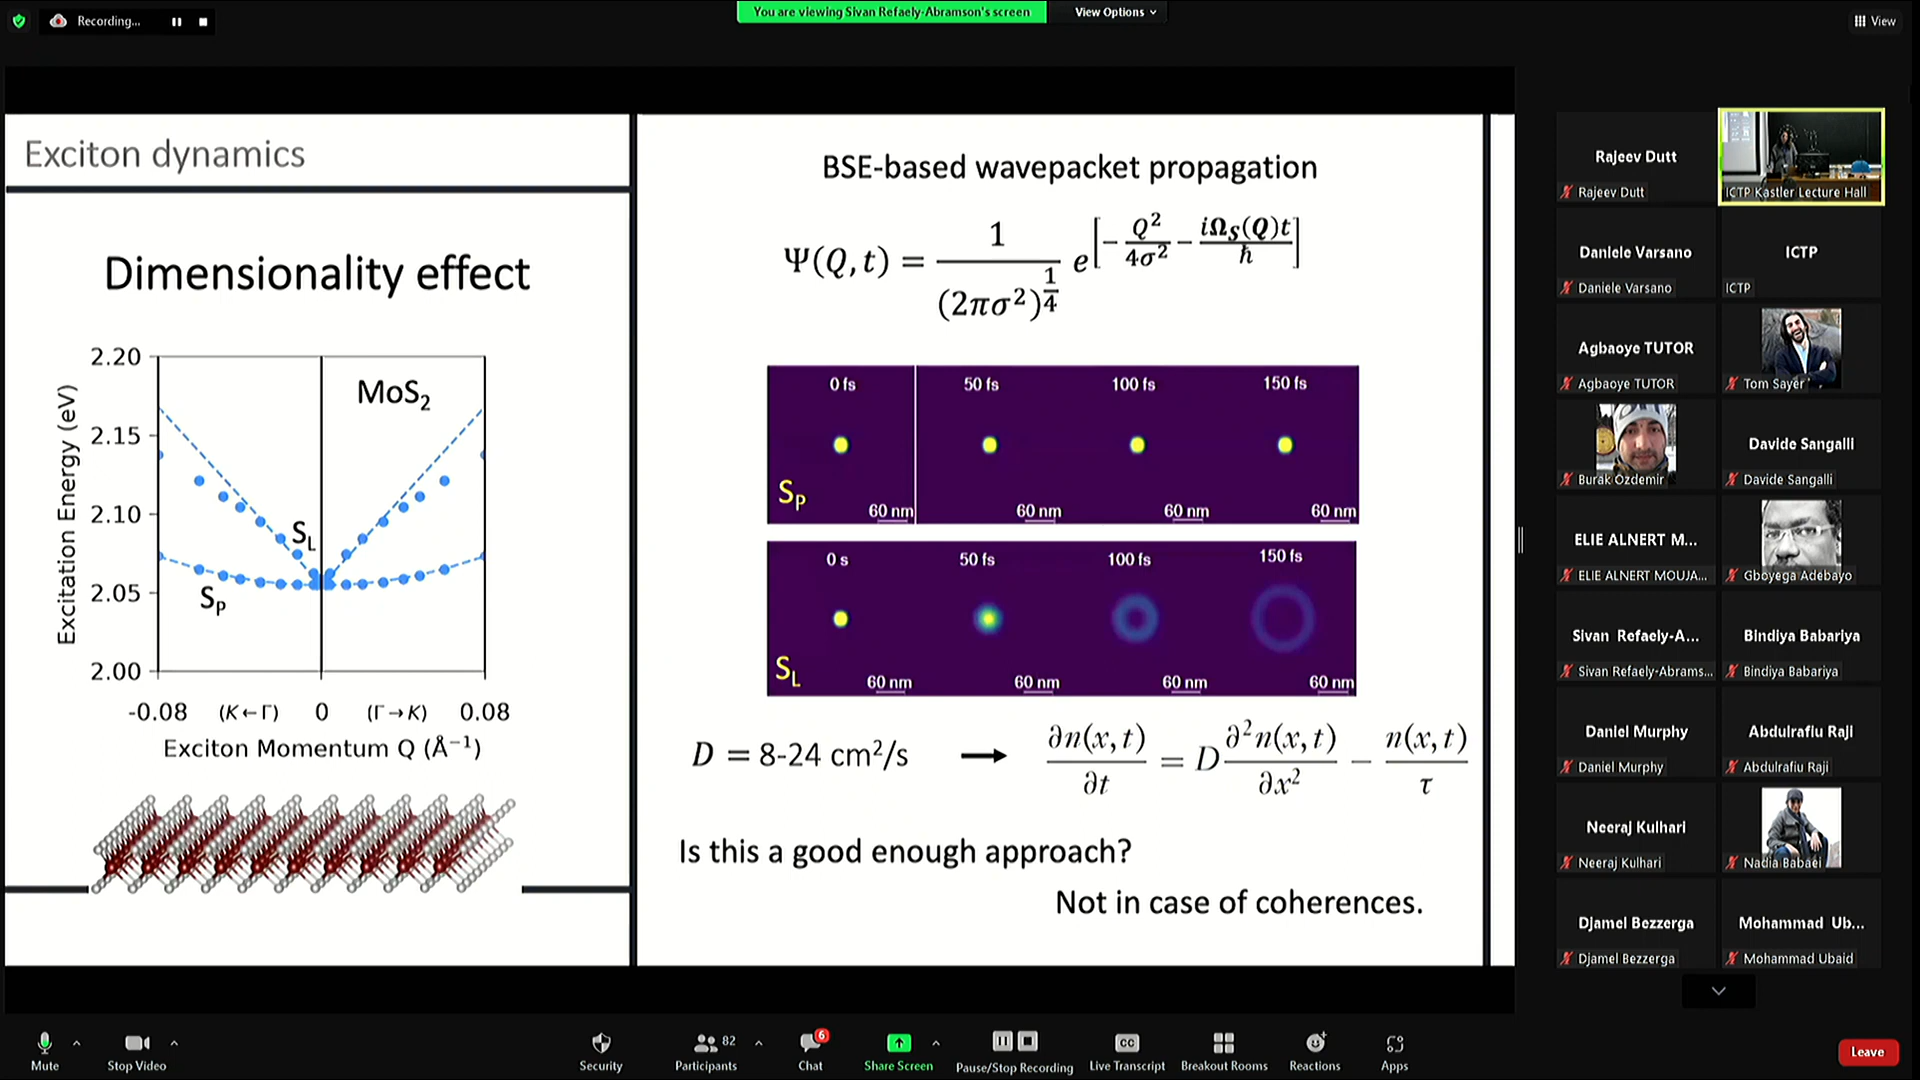 Recording...
You are viewing Sivan Refaely-Abramson's screen
View Options
View
Exciton dynamics
Dimensionality effect
2.20
2.15
2.10
2.05
2.00
Excitation Energy (eV)
MoS₂
S_L
S_P
-0.08 (K←Γ) 0 (Γ→K) 0.08
Exciton Momentum Q (Å⁻¹)
BSE-based wavepacket propagation
Ψ(Q, t) = 1/(2πσ²)^(1/4) e^[−Q²/4σ² − iΩ_S(Q)t/ħ]
0 fs 50 fs 100 fs 150 fs
S_P
60 nm 60 nm 60 nm 60 nm
0 s 50 fs 100 fs 150 fs
S_L
60 nm 60 nm 60 nm 60 nm
D = 8-24 cm²/s → ∂n(x, t)/∂t = D ∂²n(x, t)/∂x² − n(x, t)/τ
Is this a good enough approach?
Not in case of coherences.
Rajeev Dutt
Rajeev Dutt
ICTP Kastler Lecture Hall
Daniele Varsano
Daniele Varsano
ICTP
ICTP
Agbaoye TUTOR
Agbaoye TUTOR
Tom Sayer
Burak Ozdemir
Davide Sangalli
Davide Sangalli
ELIE ALNERT M...
ELIE ALNERT MOUJA...
Gboyega Adebayo
Sivan Refaely-A...
Sivan Refaely-Abrams...
Bindiya Babariya
Bindiya Babariya
Daniel Murphy
Daniel Murphy
Abdulrafiu Raji
Abdulrafiu Raji
Neeraj Kulhari
Neeraj Kulhari
Nadia Babaei
Djamel Bezzerga
Djamel Bezzerga
Mohammad Ub...
Mohammad Ubaid
Mute
Stop Video
Security
82
Participants
6
Chat
Share Screen
Pause/Stop Recording
CC
Live Transcript
Breakout Rooms
Reactions
Apps
Leave